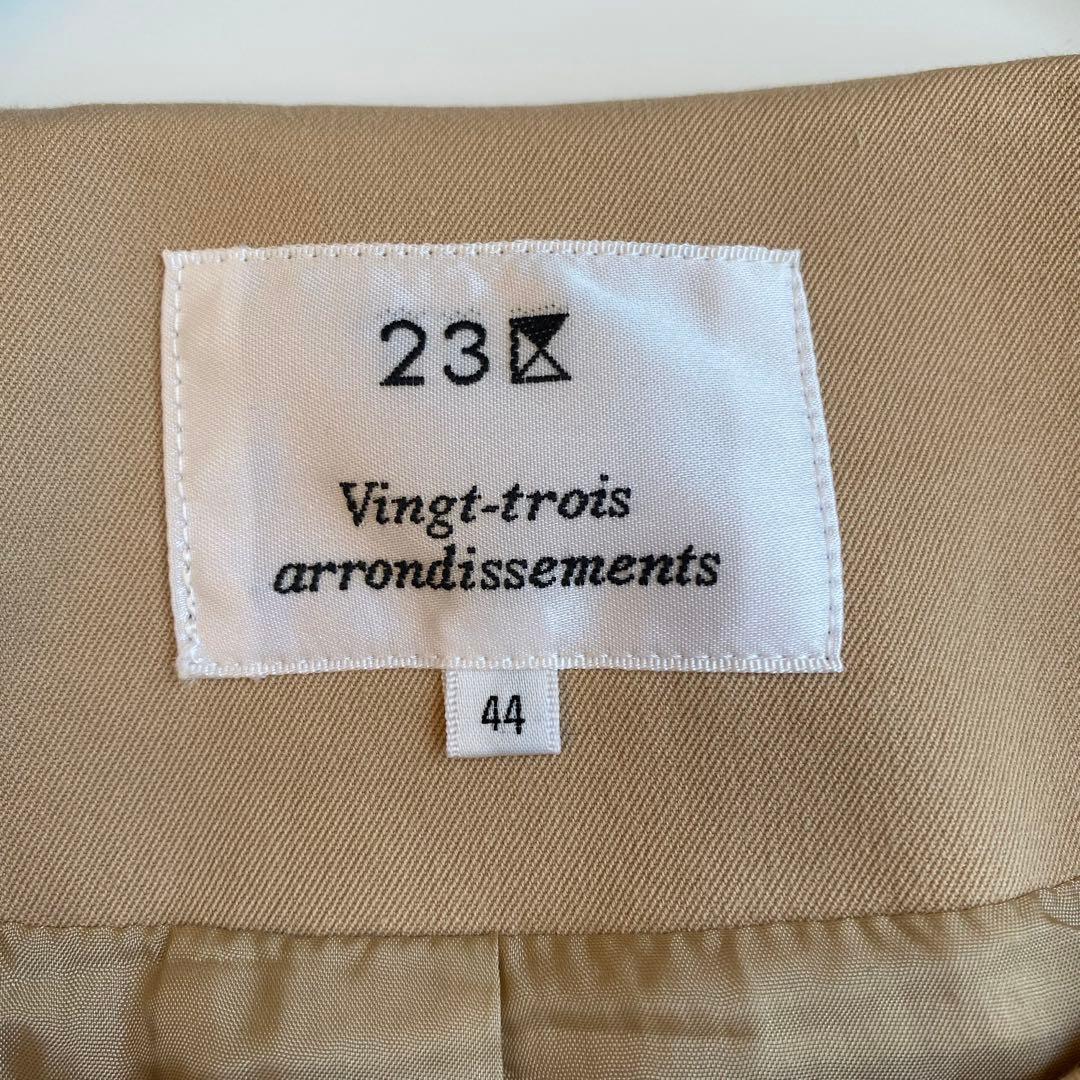 23区
Vingt-trois
arrondissements
44